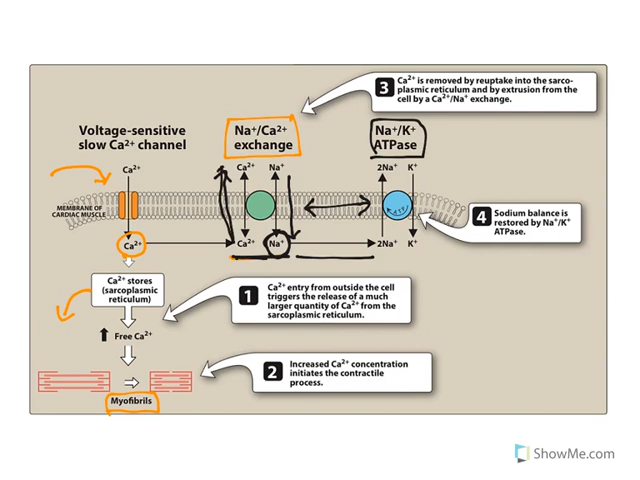 3
Ca²⁺ is removed by reuptake into the sarco-
plasmic reticulum and by extrusion from the
cell by a Ca²⁺/Na⁺ exchange.
Voltage-sensitive
slow Ca²⁺ channel
Na⁺/Ca²⁺
exchange
Na⁺/K⁺
ATPase
Ca²⁺
Ca²⁺ Na⁺
2Na⁺ K⁺
MEMBRANE OF
CARDIAC MUSCLE
ATP
4
Sodium balance is
restored by Na⁺/K⁺
ATPase.
Ca²⁺
Ca²⁺ Na⁺
2Na⁺ K⁺
Ca²⁺ stores
(sarcoplasmic
reticulum)
1
Ca²⁺ entry from outside the cell
triggers the release of a much
larger quantity of Ca²⁺ from the
sarcoplasmic reticulum.
Free Ca²⁺
2
Increased Ca²⁺ concentration
initiates the contractile
process.
Myofibrils
ShowMe.com